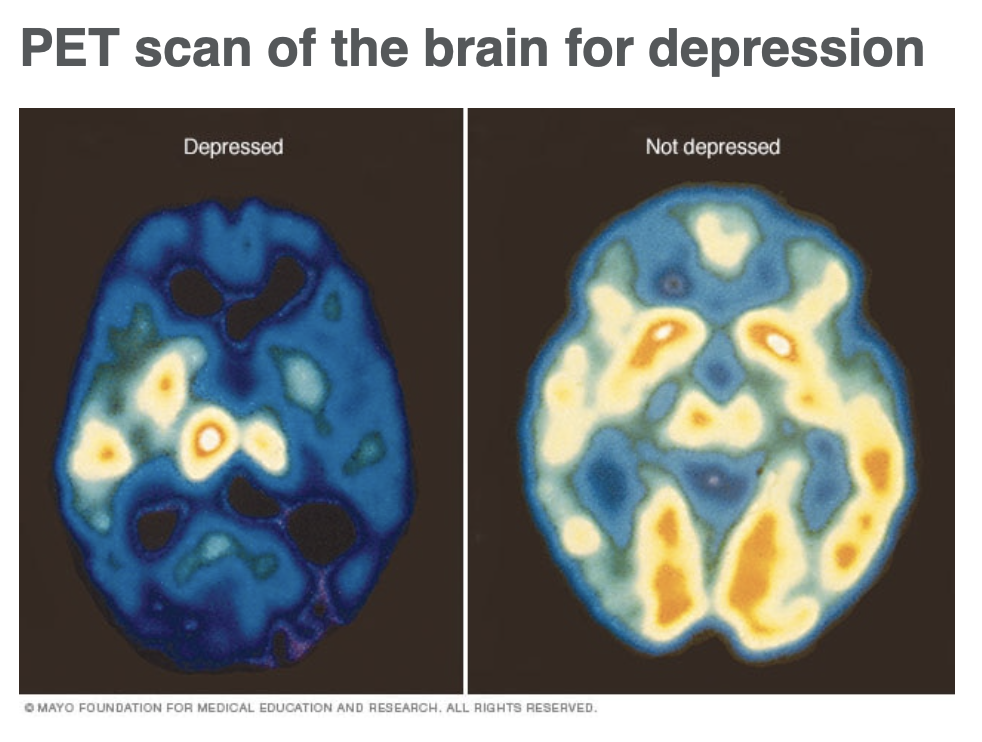 PET scan of the brain for depression
Depressed
Not depressed
© MAYO FOUNDATION FOR MEDICAL EDUCATION AND RESEARCH. ALL RIGHTS RESERVED.